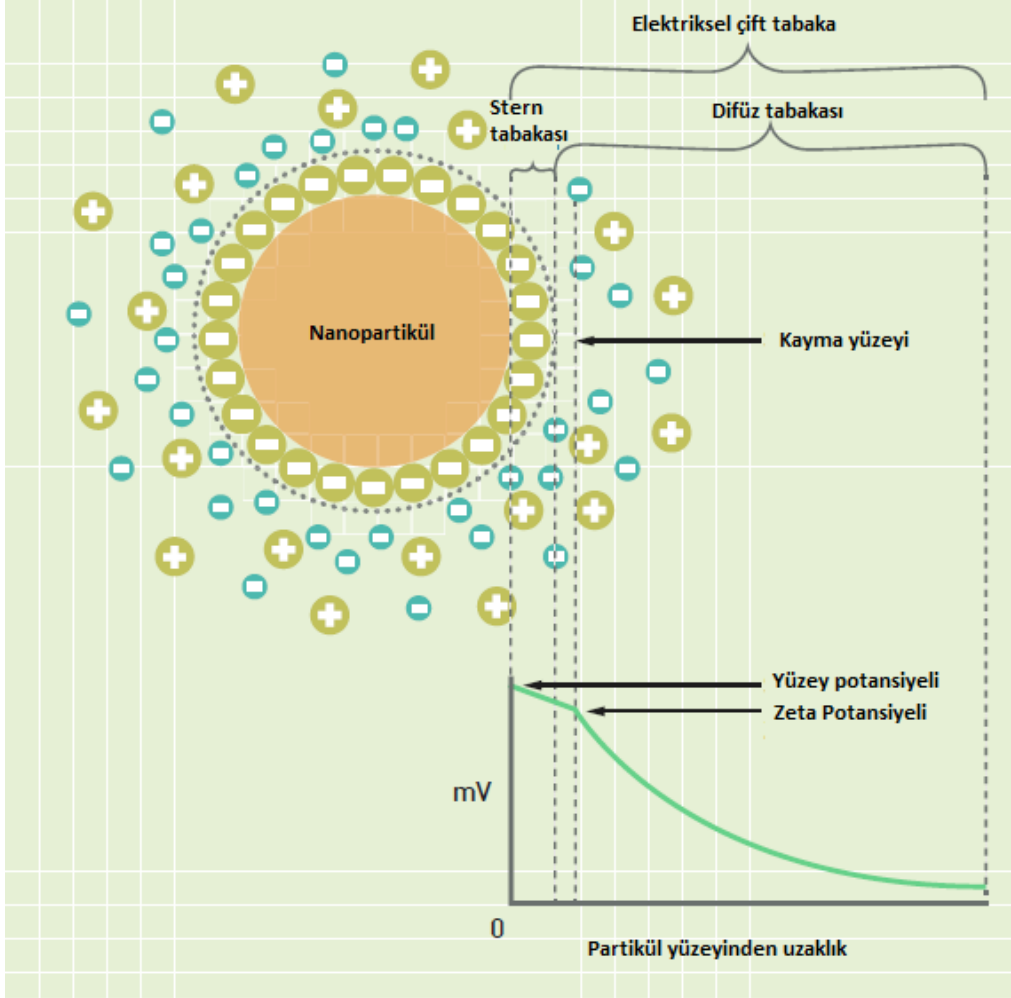 Elektriksel çift tabaka
Stern
tabakası
Difüz tabakası
Nanopartikül
Kayma yüzeyi
Yüzey potansiyeli
Zeta Potansiyeli
mV
0
Partikül yüzeyinden uzaklık